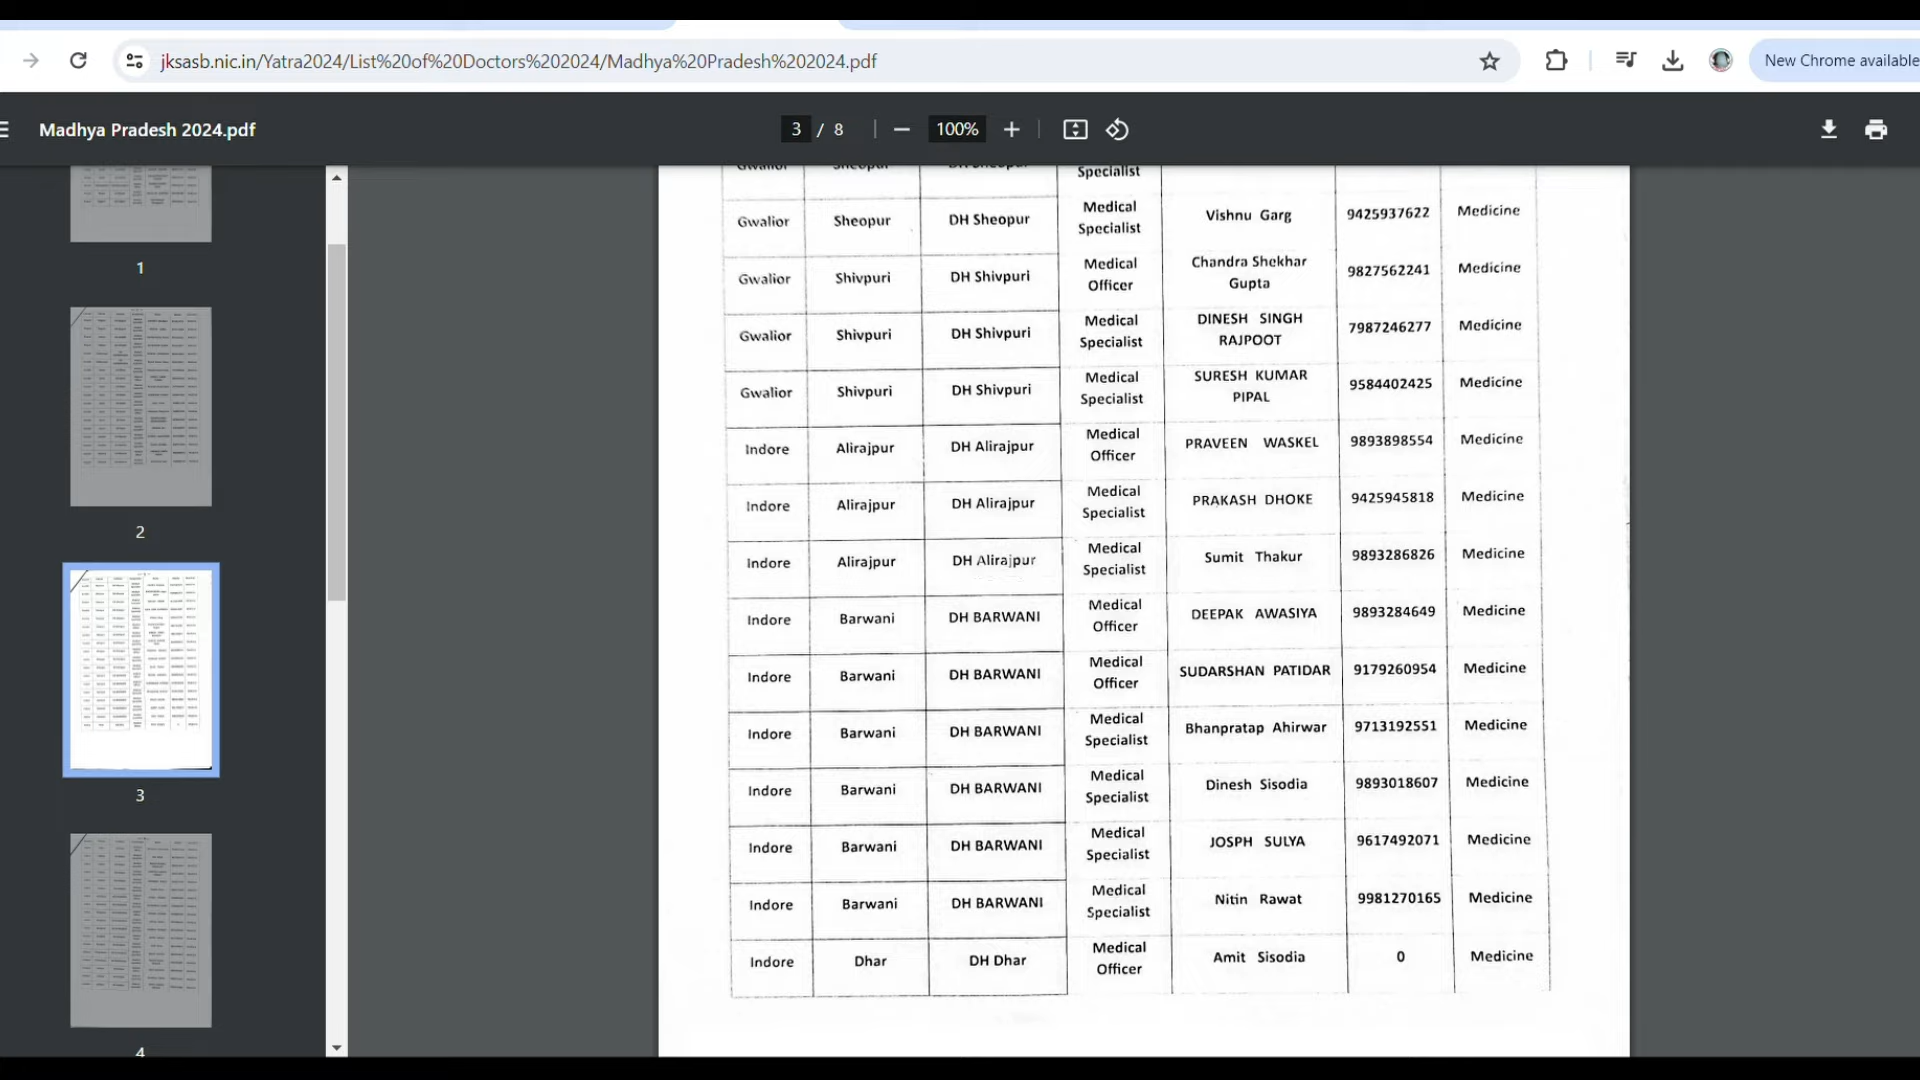 jksasb.nic.in/Yatra2024/List%20of%20Doctors%202024/Madhya%20Pradesh%202024.pdf
New Chrome available
Madhya Pradesh 2024.pdf
3 / 8
100%
1
2
3
4
Gwalior Sheopur DH Sheopur Specialist
Gwalior Sheopur DH Sheopur Medical Specialist Vishnu Garg 9425937622 Medicine
Gwalior Shivpuri DH Shivpuri Medical Officer Chandra Shekhar Gupta 9827562241 Medicine
Gwalior Shivpuri DH Shivpuri Medical Specialist DINESH SINGH RAJPOOT 7987246277 Medicine
Gwalior Shivpuri DH Shivpuri Medical Specialist SURESH KUMAR PIPAL 9584402425 Medicine
Indore Alirajpur DH Alirajpur Medical Officer PRAVEEN WASKEL 9893898554 Medicine
Indore Alirajpur DH Alirajpur Medical Specialist PRAKASH DHOKE 9425945818 Medicine
Indore Alirajpur DH Alirajpur Medical Specialist Sumit Thakur 9893286826 Medicine
Indore Barwani DH BARWANI Medical Officer DEEPAK AWASIYA 9893284649 Medicine
Indore Barwani DH BARWANI Medical Officer SUDARSHAN PATIDAR 9179260954 Medicine
Indore Barwani DH BARWANI Medical Specialist Bhanpratap Ahirwar 9713192551 Medicine
Indore Barwani DH BARWANI Medical Specialist Dinesh Sisodia 9893018607 Medicine
Indore Barwani DH BARWANI Medical Specialist JOSPH SULYA 9617492071 Medicine
Indore Barwani DH BARWANI Medical Specialist Nitin Rawat 9981270165 Medicine
Indore Dhar DH Dhar Medical Officer Amit Sisodia 0 Medicine